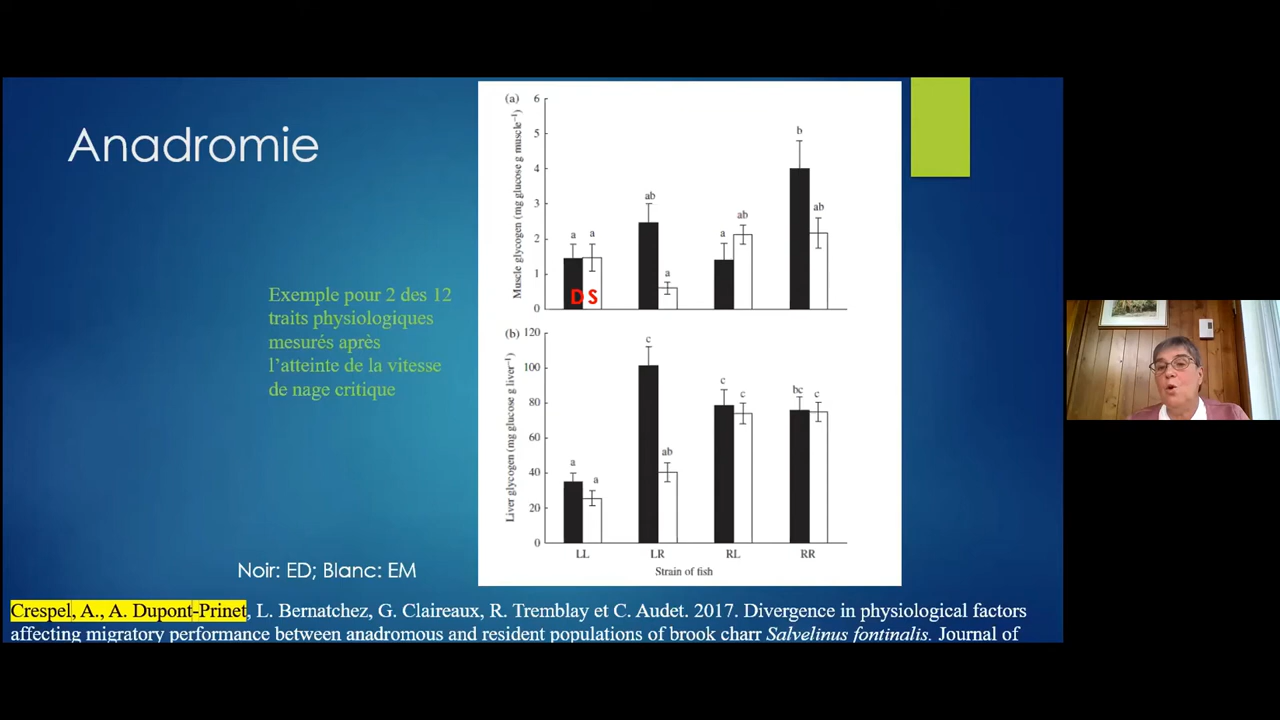 Anadromie
Exemple pour 2 des 12
traits physiologiques
mesurés après
l'atteinte de la vitesse
de nage critique
Noir: ED; Blanc: EM
(a)
6
5
4
3
2
1
0
Muscle glycogen (mg glucose g muscle⁻¹)
a a ab a a ab b ab
D S
(b)
120
100
80
60
40
20
0
Liver glycogen (mg glucose g liver⁻¹)
a a c ab c c bc c
LL LR RL RR
Strain of fish
Crespel, A., A. Dupont-Prinet, L. Bernatchez, G. Claireaux, R. Tremblay et C. Audet. 2017. Divergence in physiological factors
affecting migratory performance between anadromous and resident populations of brook charr Salvelinus fontinalis. Journal of